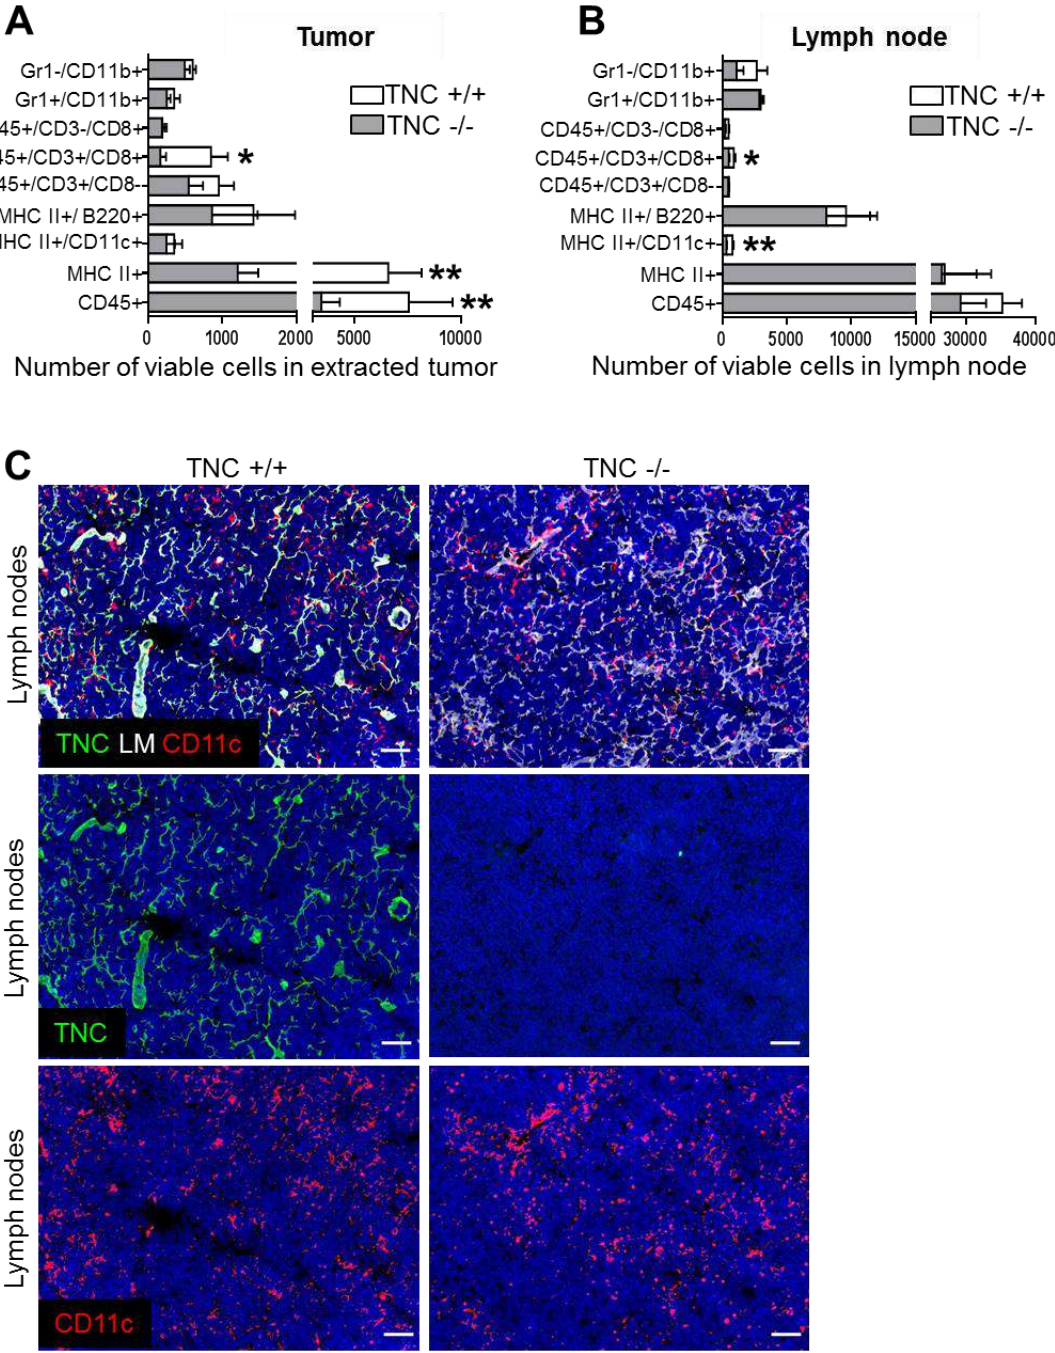 A
Tumor
Gr1-/CD11b+
Gr1+/CD11b+
45+/CD3-/CD8+
45+/CD3+/CD8+
45+/CD3+/CD8-
MHC II+/ B220+
MHC II+/CD11c+
MHC II+
CD45+
TNC +/+
TNC -/-
*
**
**
0 1000 2000 5000 10000
Number of viable cells in extracted tumor
B
Lymph node
Gr1-/CD11b+
Gr1+/CD11b+
CD45+/CD3-/CD8+
CD45+/CD3+/CD8+
CD45+/CD3+/CD8-
MHC II+/ B220+
MHC II+/CD11c+
MHC II+
CD45+
TNC +/+
TNC -/-
*
**
0 5000 10000 15000 30000 40000
Number of viable cells in lymph node
C
TNC +/+ TNC -/-
Lymph nodes
TNC LM CD11c
Lymph nodes
TNC
Lymph nodes
CD11c